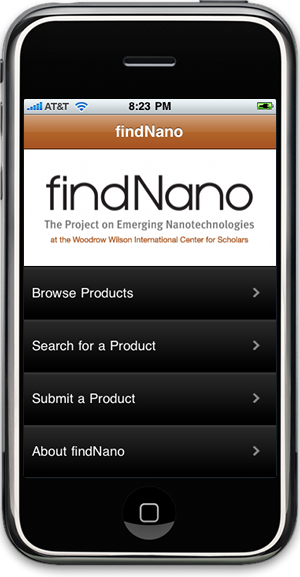 AT&T 8:23 PM
findNano
findNano
The Project on Emerging Nanotechnologies
at the Woodrow Wilson International Center for Scholars
Browse Products
Search for a Product
Submit a Product
About findNano